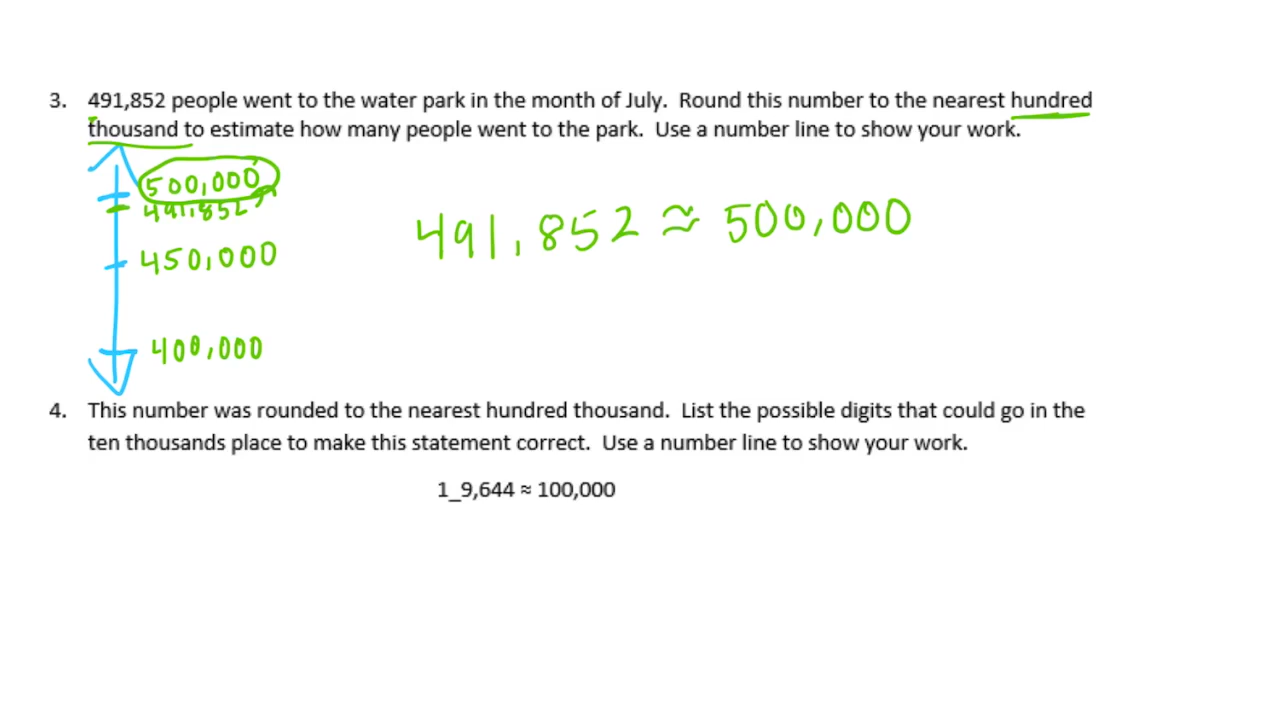 3. 491,852 people went to the water park in the month of July. Round this number to the nearest hundred
thousand to estimate how many people went to the park. Use a number line to show your work.
500,000
491,852
450,000
400,000
491,852 ≈ 500,000
4. This number was rounded to the nearest hundred thousand. List the possible digits that could go in the
ten thousands place to make this statement correct. Use a number line to show your work.
1_9,644 ≈ 100,000